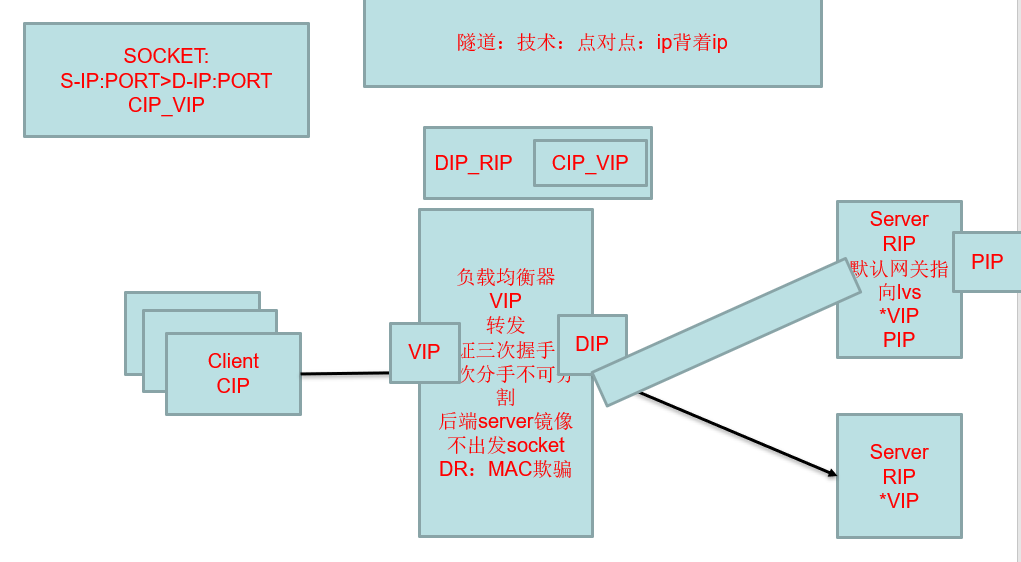 隧道：技术：点对点：ip背着ip
SOCKET:
S-IP:PORT>D-IP:PORT
CIP_VIP
DIP_RIP
CIP_VIP
负载均衡器
VIP
转发
证三次握手
次分手不可分
割
后端server镜像
不出发socket
DR：MAC欺骗
VIP
DIP
Client
CIP
Server
RIP
默认网关指
向lvs
*VIP
PIP
PIP
Server
RIP
*VIP